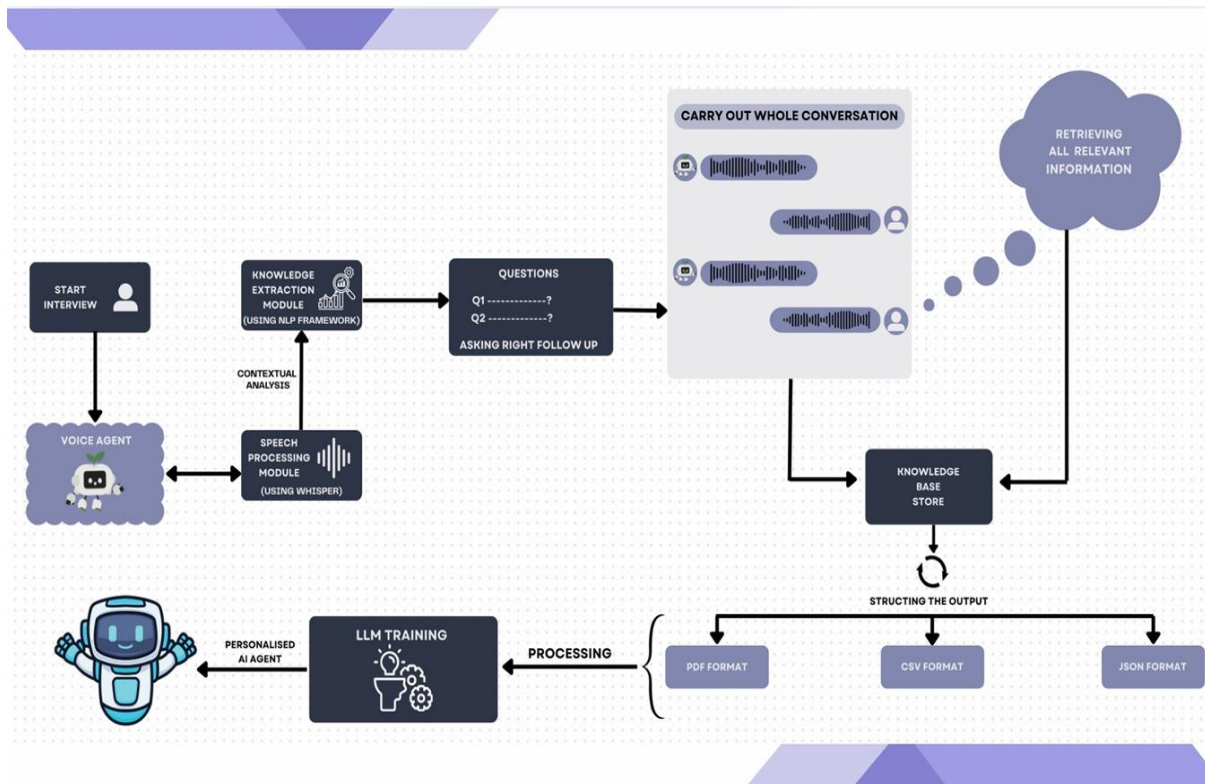 CARRY OUT WHOLE CONVERSATION
RETRIEVING
ALL RELEVANT
INFORMATION
START
INTERVIEW
KNOWLEDGE
EXTRACTION
MODULE
(USING NLP FRAMEWORK)
QUESTIONS
Q1 -------------?
Q2 -------------?
ASKING RIGHT FOLLOW UP
CONTEXTUAL
ANALYSIS
VOICE AGENT
SPEECH
PROCESSING
MODULE
(USING WHISPER)
KNOWLEDGE
BASE
STORE
STRUCTING THE OUTPUT
PDF FORMAT
CSV FORMAT
JSON FORMAT
PROCESSING
LLM TRAINING
PERSONALISED
AI AGENT